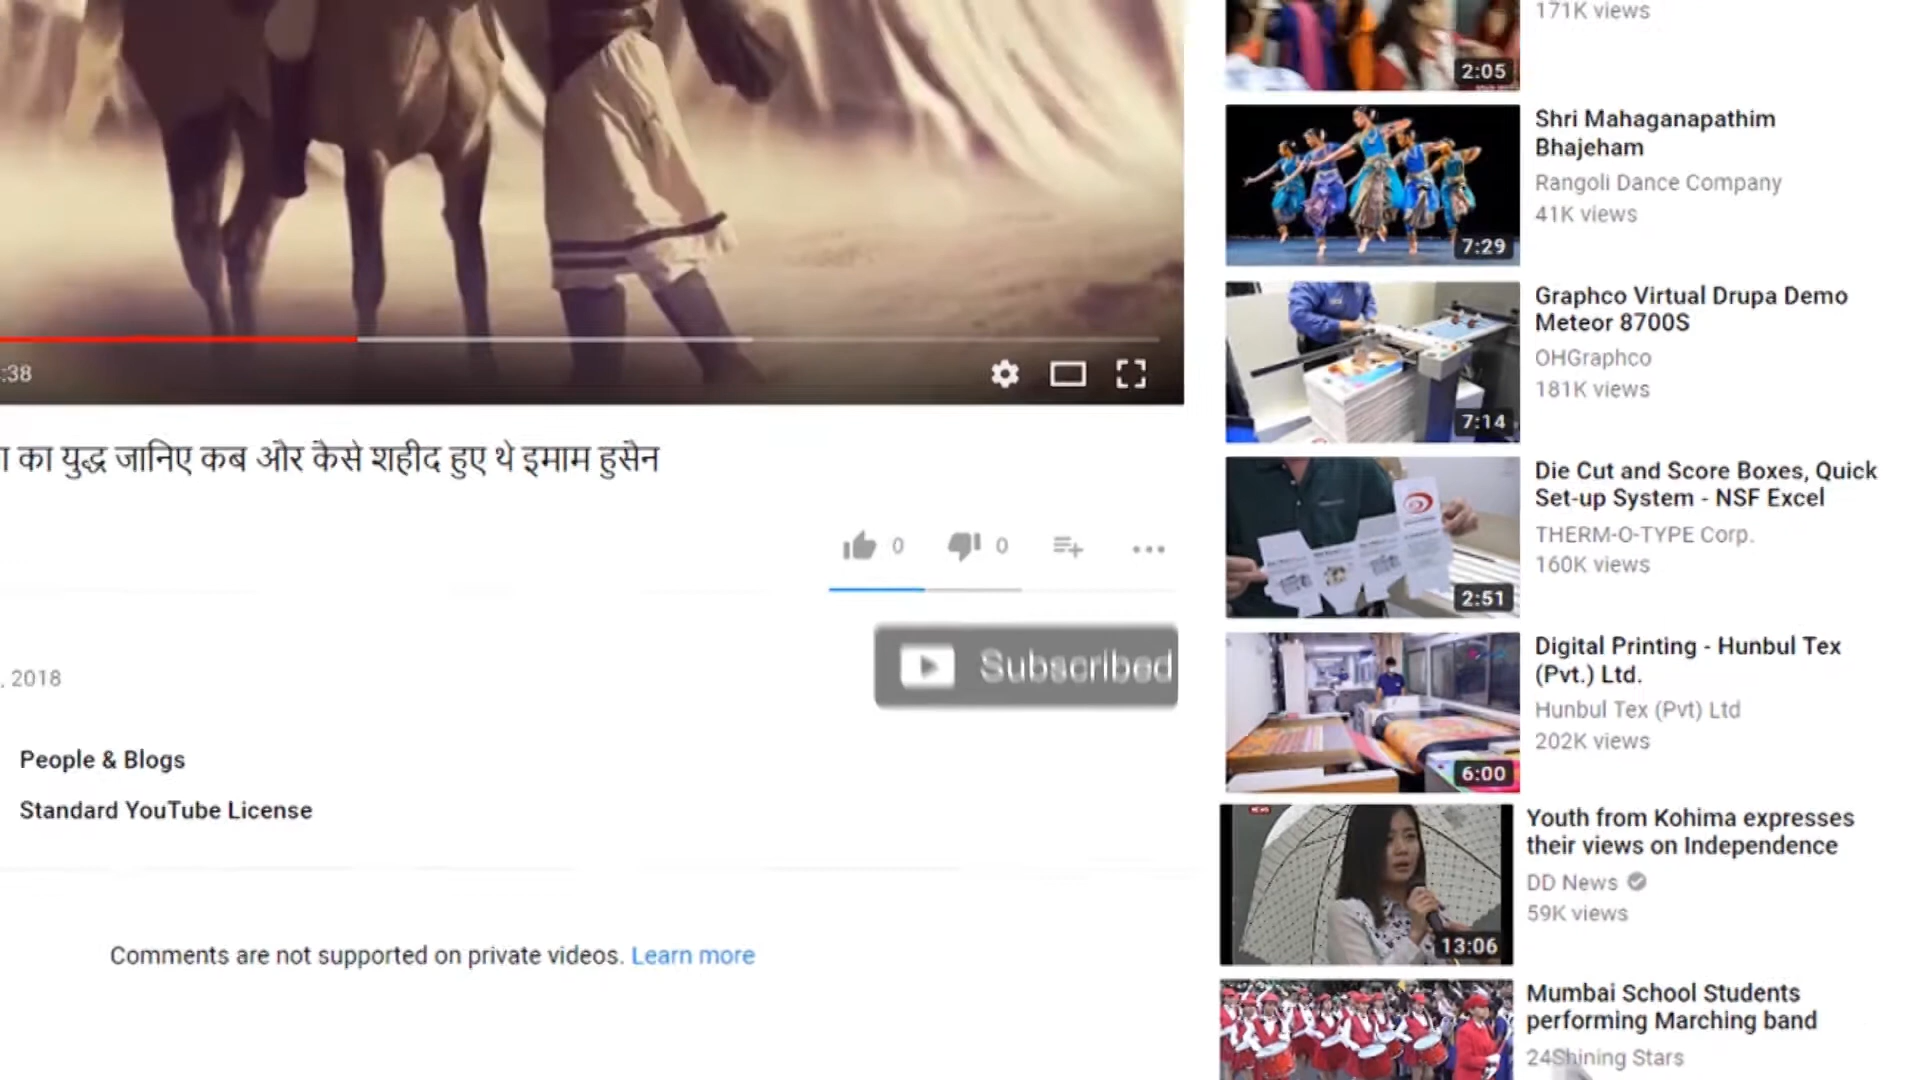 171K views
2:05
Shri Mahaganapathim
Bhajeham
Rangoli Dance Company
41K views
7:29
Graphco Virtual Drupa Demo
Meteor 8700S
OHGraphco
181K views
7:14
:38
का युद्ध जानिए कब और कैसे शहीद हुए थे इमाम हुसैन
0
0
Die Cut and Score Boxes, Quick
Set-up System - NSF Excel
THERM-O-TYPE Corp.
160K views
2:51
Subscribed
, 2018
People & Blogs
Standard YouTube License
Digital Printing - Hunbul Tex
(Pvt.) Ltd.
Hunbul Tex (Pvt) Ltd
202K views
6:00
Youth from Kohima expresses
their views on Independence
DD News
59K views
13:06
Comments are not supported on private videos. Learn more
Mumbai School Students
performing Marching band
24Shining Stars